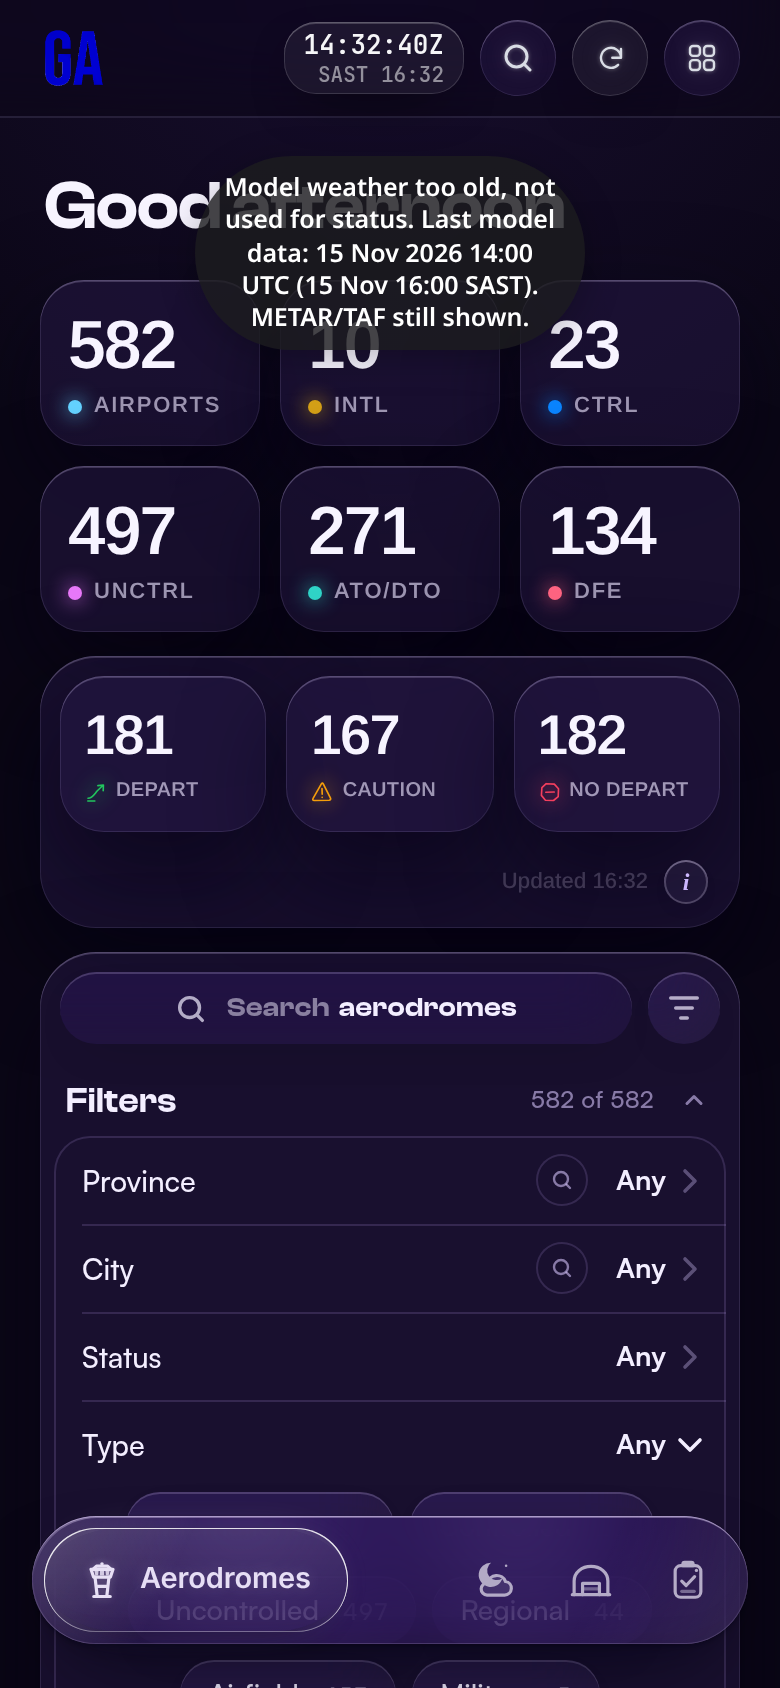 GA
14:32:40Z
SAST 16:32
Good afternoon
Model weather too old, not
used for status. Last model
data: 15 Nov 2026 14:00
UTC (15 Nov 16:00 SAST).
METAR/TAF still shown.
582
AIRPORTS
10
INTL
23
CTRL
497
UNCTRL
271
ATO/DTO
134
DFE
181
DEPART
167
CAUTION
182
NO DEPART
Updated 16:32
i
Search aerodromes
Filters
582 of 582
Province
Any
City
Any
Status
Any
Type
Any
Aerodromes
Uncontrolled 497
Regional 44